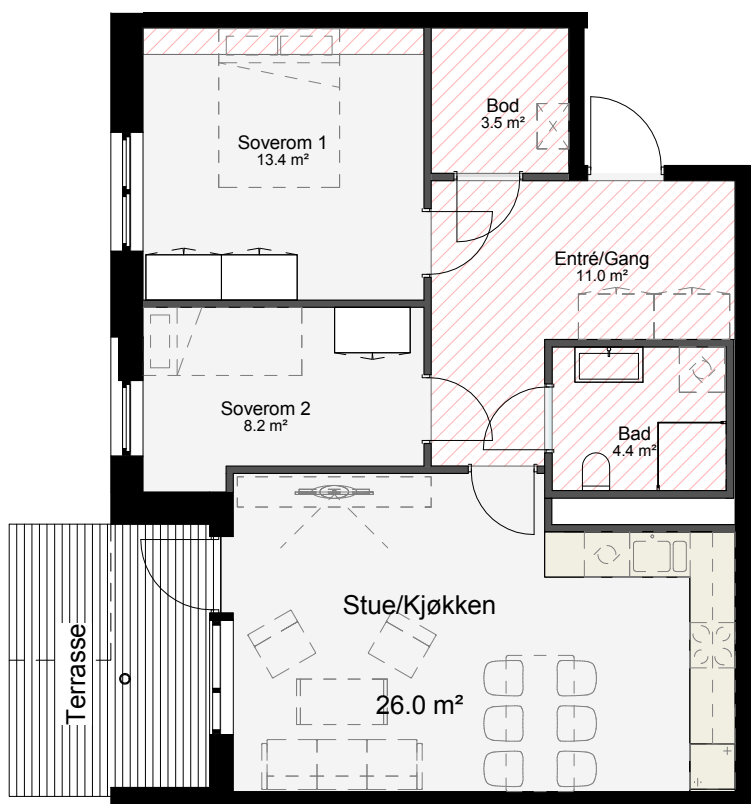 Bod
3.5 m²
Soverom 1
13.4 m²
Entré/Gang
11.0 m²
Soverom 2
8.2 m²
Bad
4.4 m²
Stue/Kjøkken
26.0 m²
Terrasse